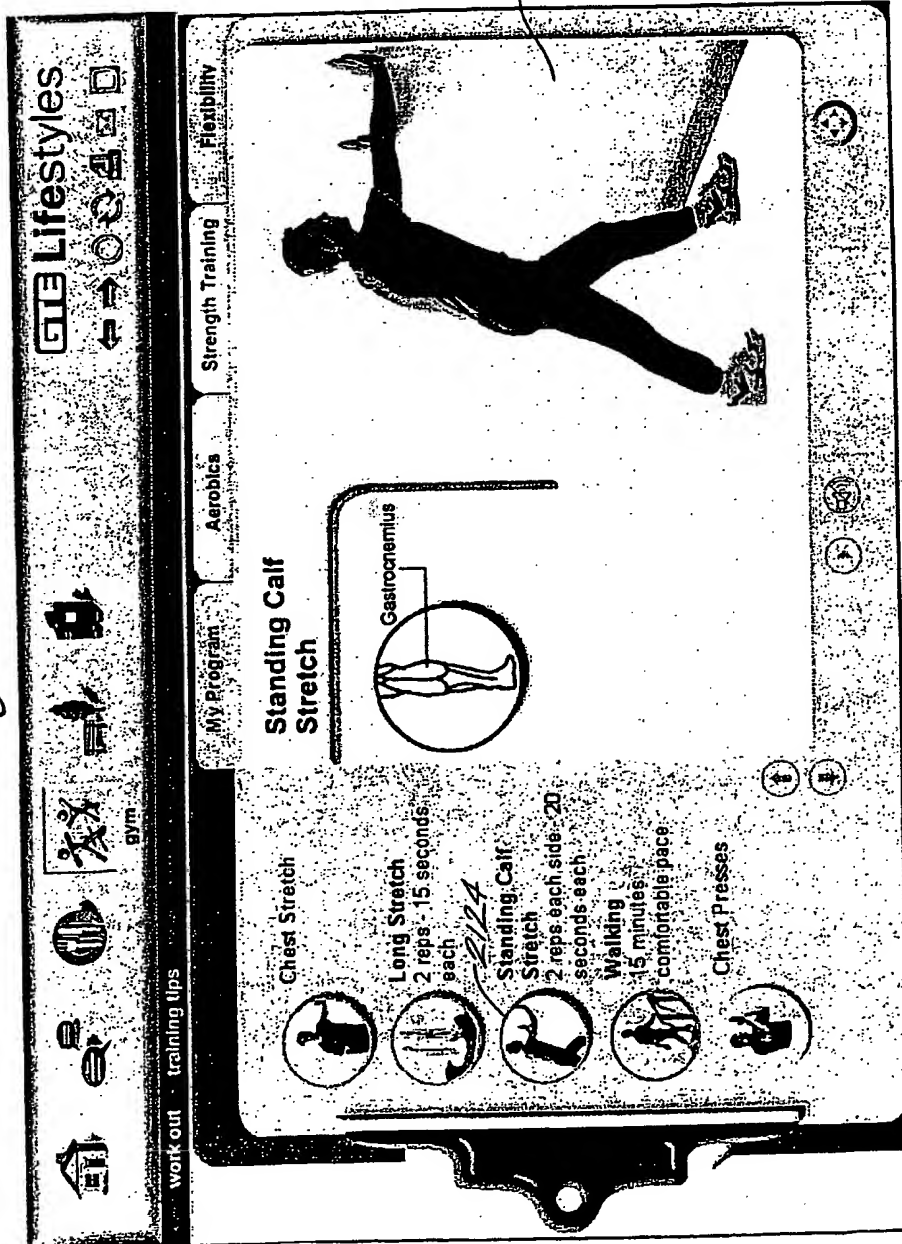 GTE Lifestyles
gym
work out · training tips
My Program
Aerobics
Strength Training
Flexibility
Chest Stretch
Long Stretch
2 reps - 15 seconds
each
2124
Standing Calf
Stretch
2 reps each side - 20
seconds each
Walking
15 minutes
comfortable pace
Chest Presses
Standing Calf
Stretch
Gastrocnemius